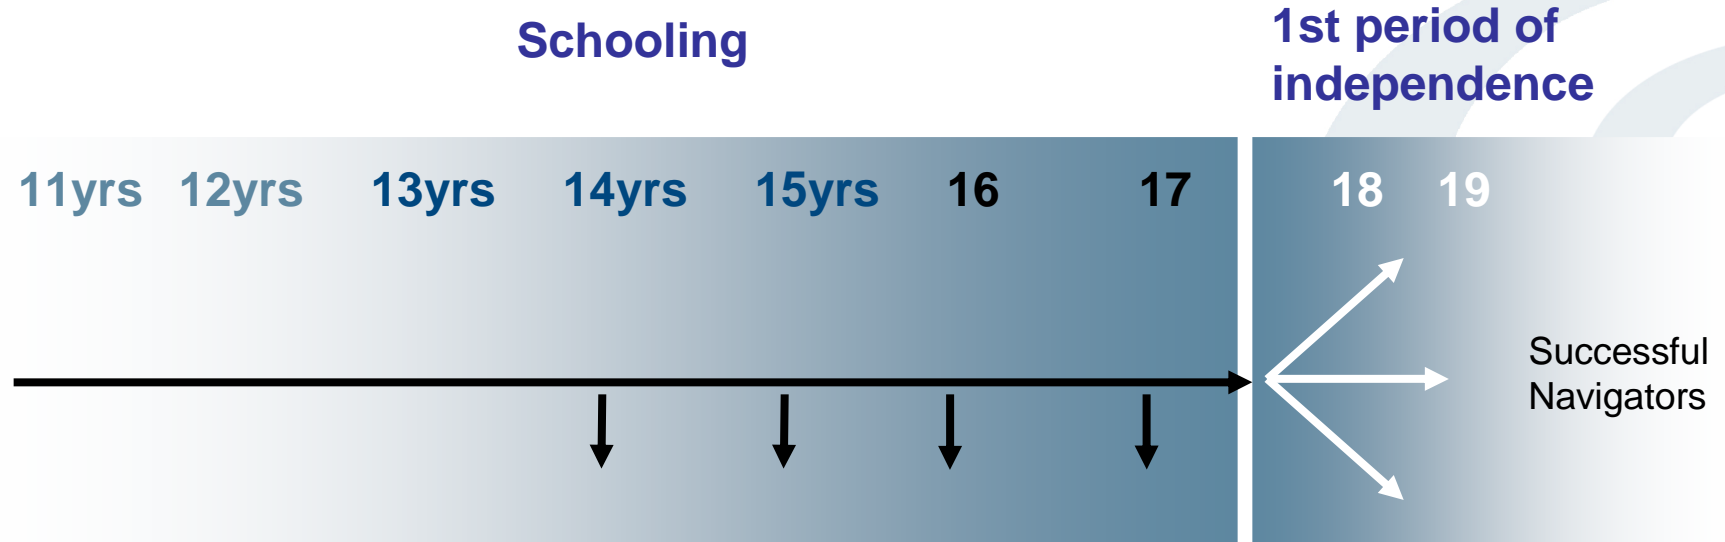 Schooling
1st period of
independence
11yrs 12yrs 13yrs 14yrs 15yrs 16 17 18 19
Successful
Navigators